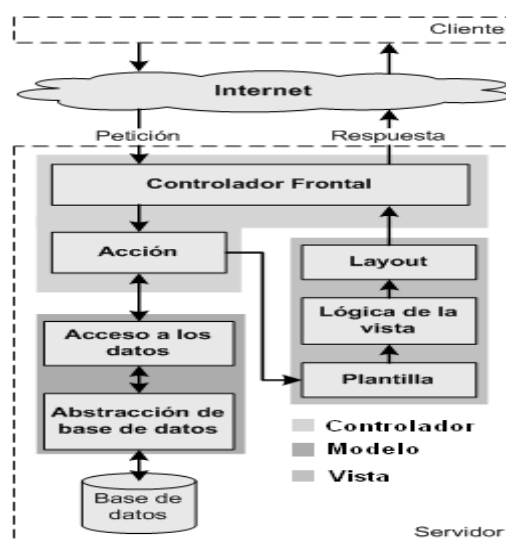 Cliente
Internet
Petición
Respuesta
Controlador Frontal
Acción
Layout
Lógica de la
vista
Plantilla
Acceso a los
datos
Abstracción de
base de datos
Base de
datos
Controlador
Modelo
Vista
Servidor